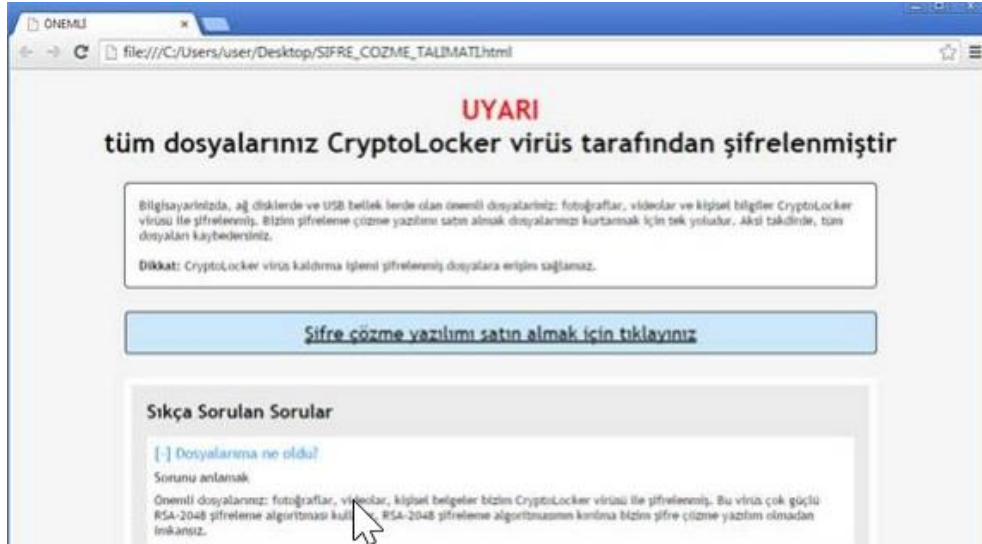 ÖNEMLİ
file:///C:/Users/user/Desktop/SIFRE_COZME_TALIMATI.html
UYARI
tüm dosyalarınız CryptoLocker virüs tarafından şifrelenmiştir
Bilgisayarinizda, ağ disklerde ve USB bellek lerde olan önemli dosyalariniz: fotoğraflar, videolar ve kişisel bilgiler CryptoLocker
virüsü ile şifrelenmiş. Bizim şifreleme çözme yazılımı satın almak dosyalarınızı kurtarmak için tek yoludur. Aksi takdirde, tüm
dosyaları kaybedersiniz.
Dikkat: CryptoLocker virüs kaldırma işlemi şifrelenmiş dosyalara erişim sağlamaz.
Şifre çözme yazılımı satın almak için tıklayınız
Sıkça Sorulan Sorular
[-] Dosyalarıma ne oldu?
Sorunu anlamak
Önemli dosyalarınız: fotoğraflar, videolar, kişisel belgeler bizim CryptoLocker virüsü ile şifrelenmiş. Bu virüs çok güçlü
RSA-2048 şifreleme algoritması RSA-2048 şifreleme algoritmasının kırılma bizim şifre çözme yazılım olmadan
imkansız.